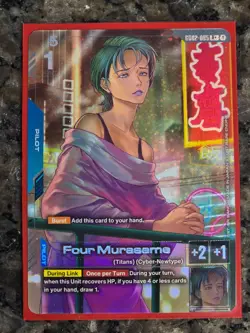 5
1
PILOT
Burst Add this card to your hand.
PILOT
Four Murasame
+2 +1
(Titans) (Cyber-Newtype)
During Link Once per Turn During your turn,
when this Unit recovers HP, if you have 4 or less cards
in your hand, draw 1.